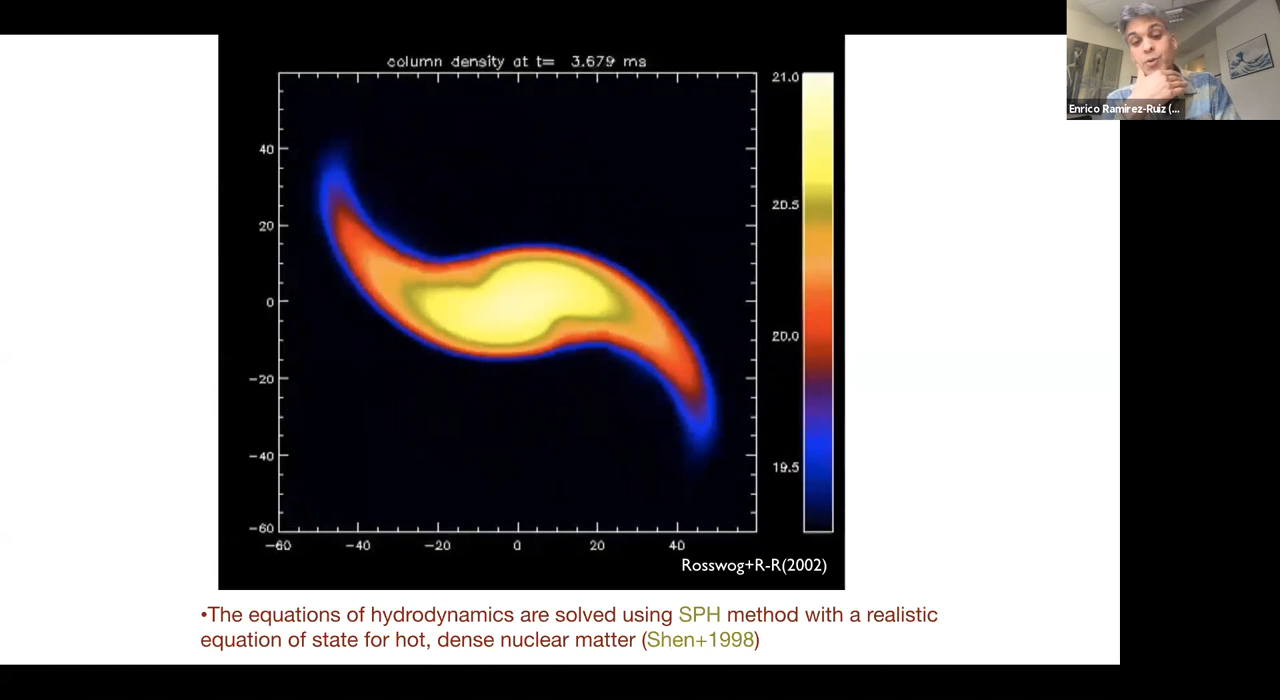 column density at t= 3.679 ms
21.0
20.5
20.0
19.5
40
20
0
−20
−40
−60
−60 −40 −20 0 20 40
Rosswog+R-R(2002)
•The equations of hydrodynamics are solved using SPH method with a realistic
equation of state for hot, dense nuclear matter (Shen+1998)
Enrico Ramirez-Ruiz (...